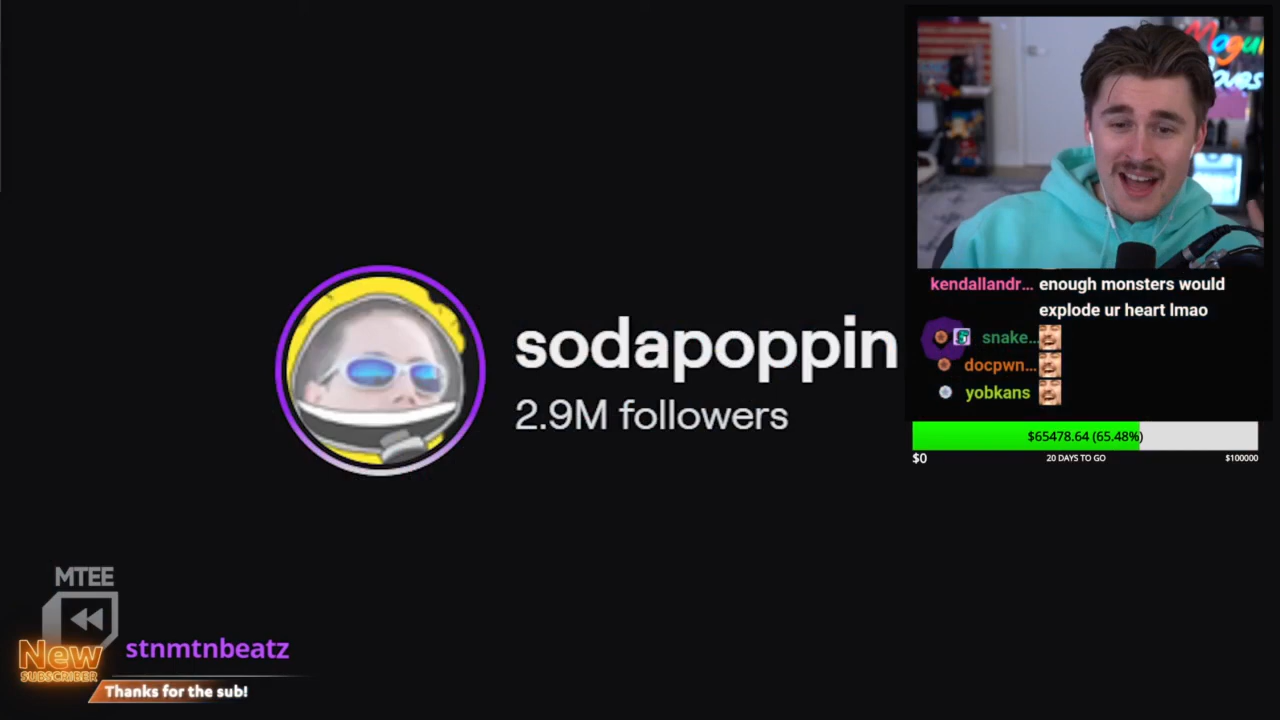 sodapoppin
2.9M followers
kendallandr... enough monsters would
explode ur heart lmao
snake...
docpwn...
yobkans
$65478.64 (65.48%)
$0 20 DAYS TO GO $100000
MTEE
New
SUBSCRIBER
stnmtnbeatz
Thanks for the sub!